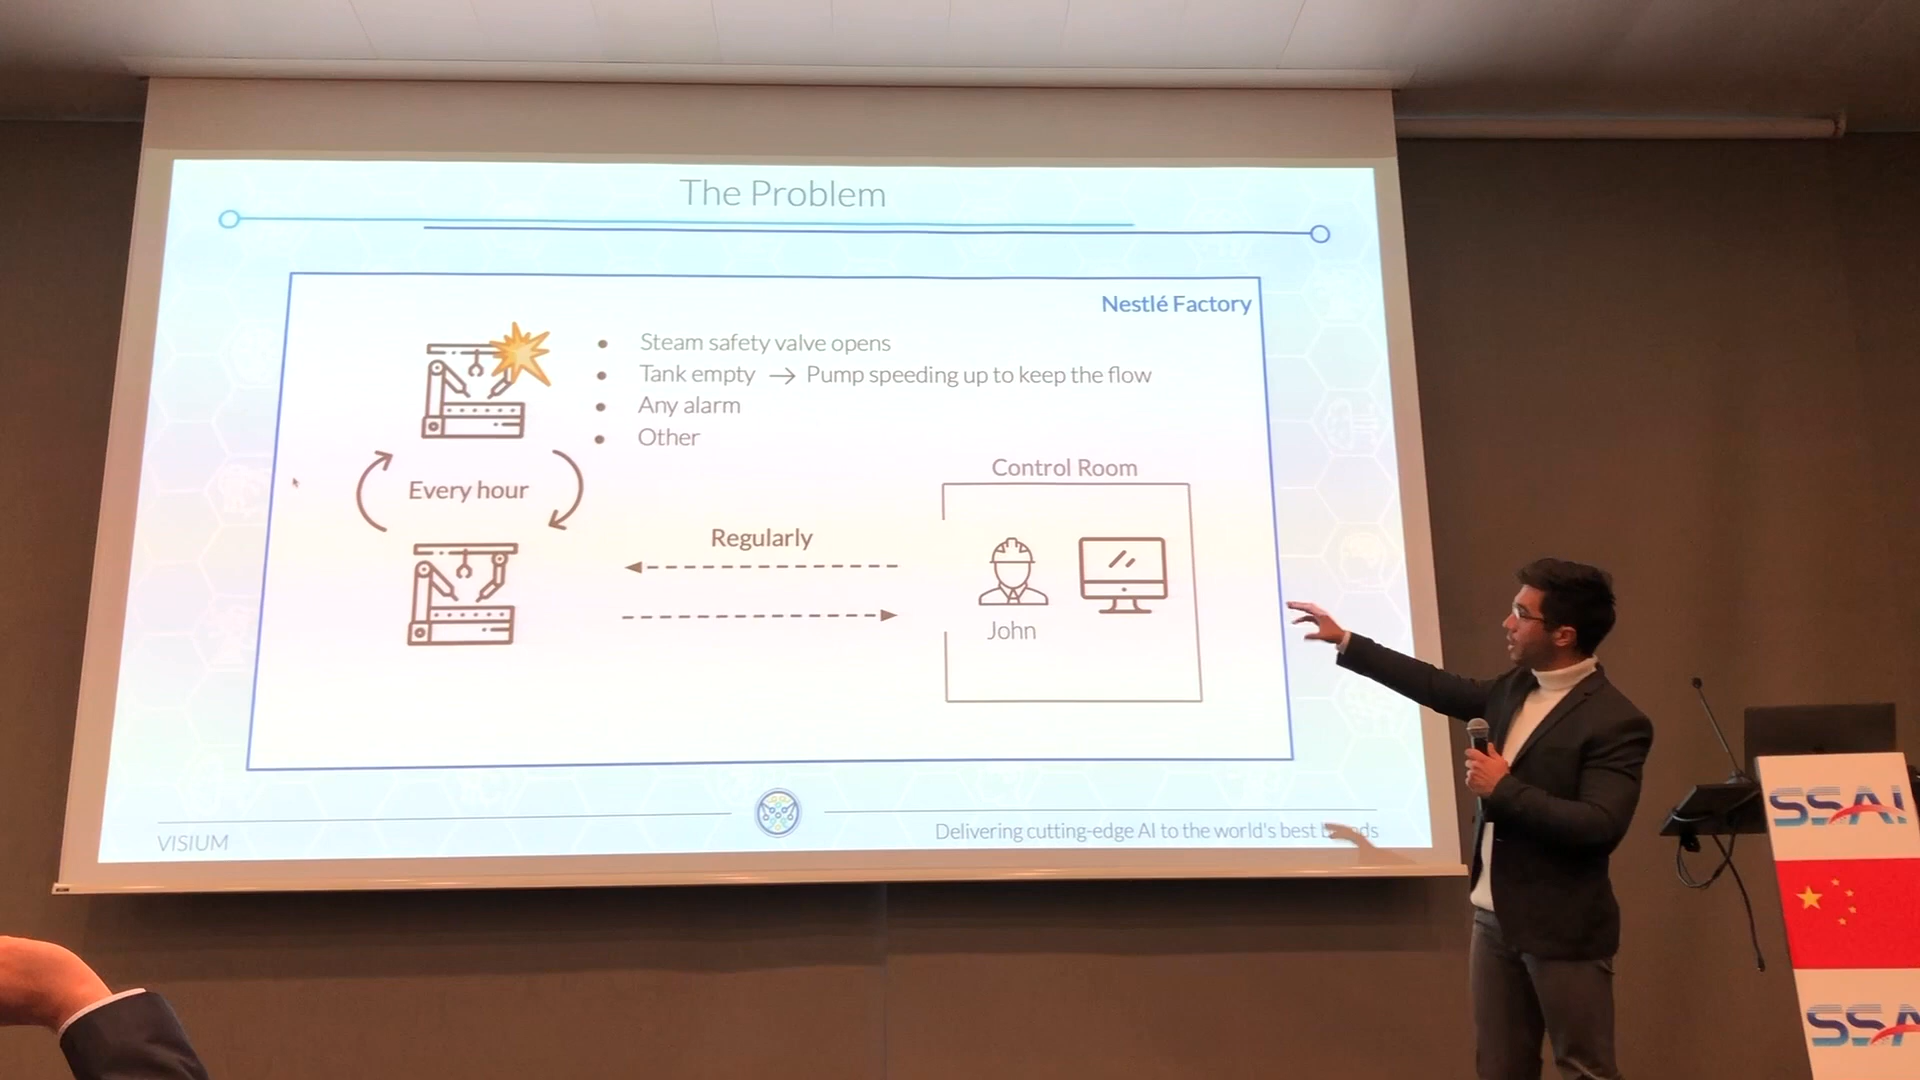 The Problem
Nestlé Factory
Steam safety valve opens
Tank empty → Pump speeding up to keep the flow
Any alarm
Other
Every hour
Regularly
Control Room
John
VISIUM
Delivering cutting-edge AI to the world's best
SSAI